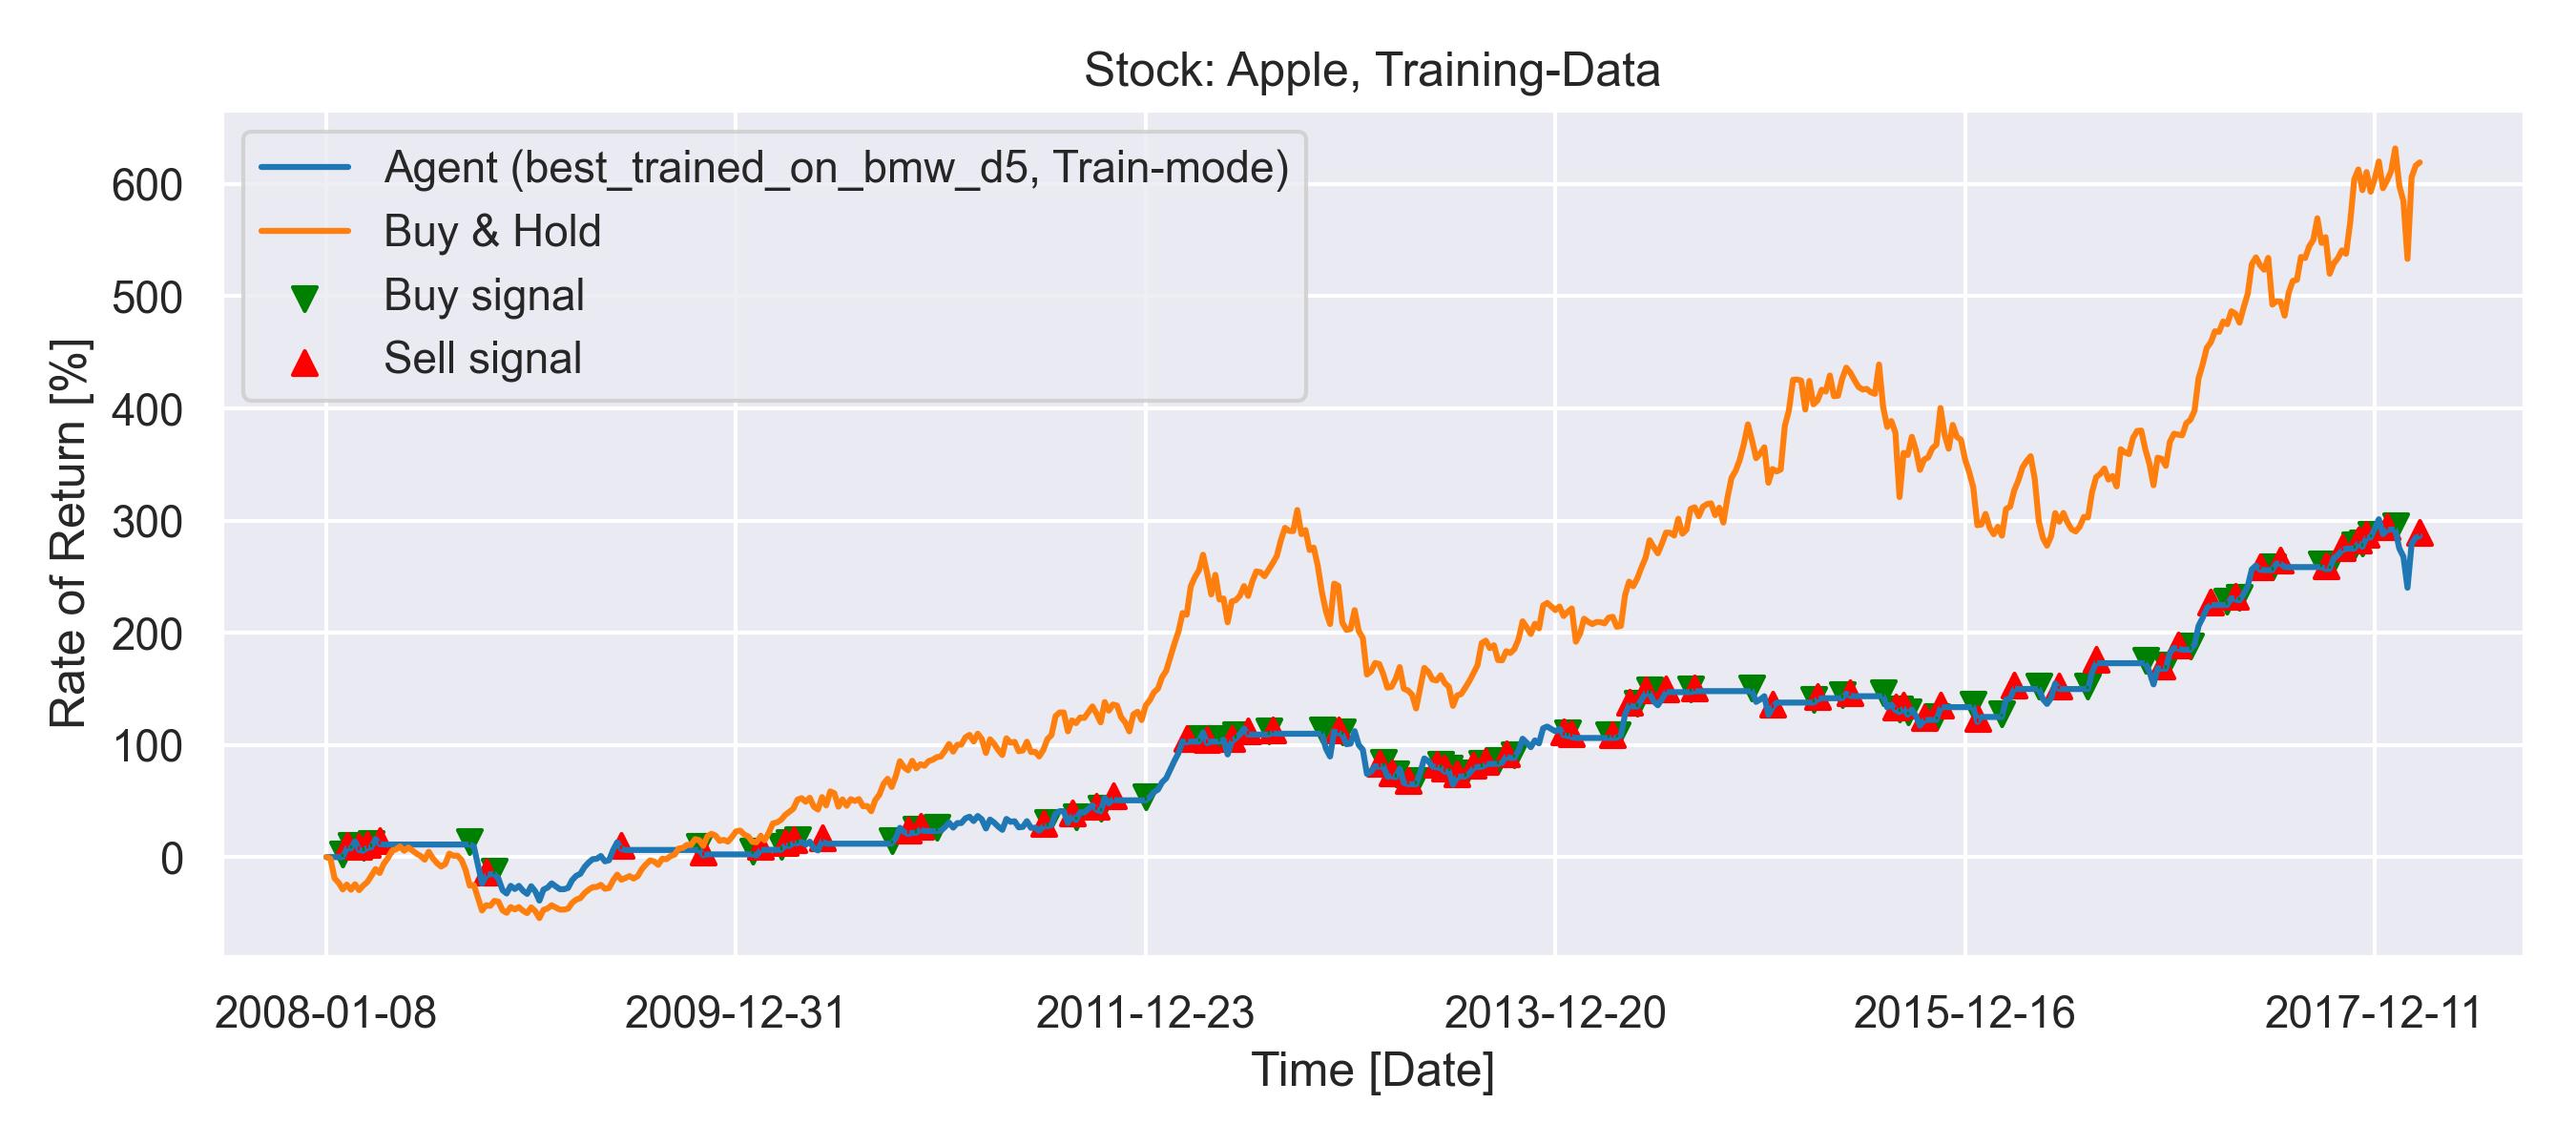 Stock: Apple, Training-Data
Agent (best_trained_on_bmw_d5, Train-mode)
Buy & Hold
Buy signal
Sell signal
Rate of Return [%]
600
500
400
300
200
100
0
2008-01-08
2009-12-31
2011-12-23
2013-12-20
2015-12-16
2017-12-11
Time [Date]